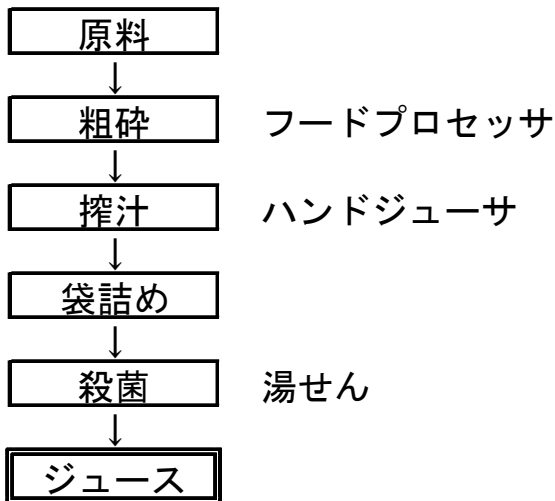 原料
↓
粗砕 フードプロセッサ
↓
搾汁 ハンドジューサ
↓
袋詰め
↓
殺菌 湯せん
↓
ジュース